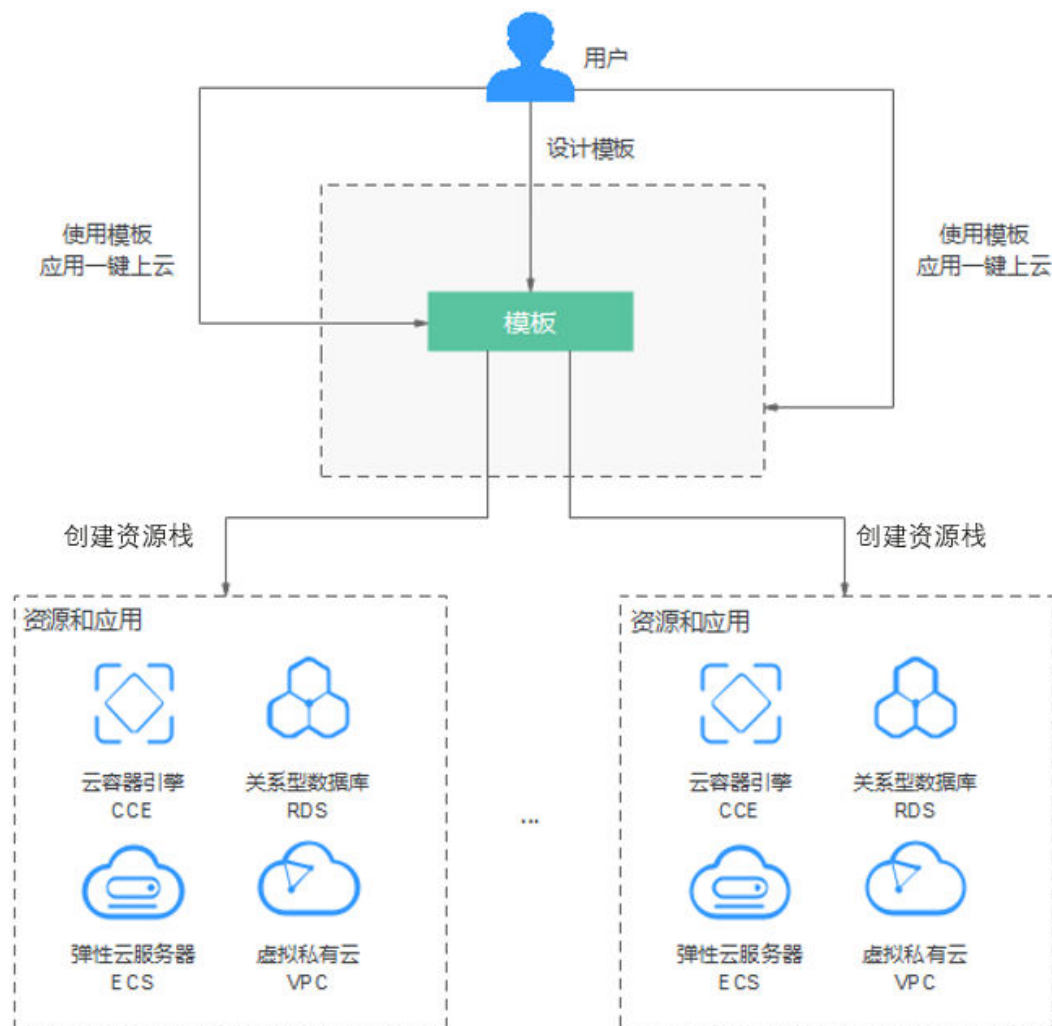 用户
设计模板
使用模板
应用一键上云
使用模板
应用一键上云
模板
创建资源栈
创建资源栈
资源和应用
云容器引擎
CCE
关系型数据库
RDS
弹性云服务器
ECS
虚拟私有云
VPC
...
资源和应用
云容器引擎
CCE
关系型数据库
RDS
弹性云服务器
ECS
虚拟私有云
VPC